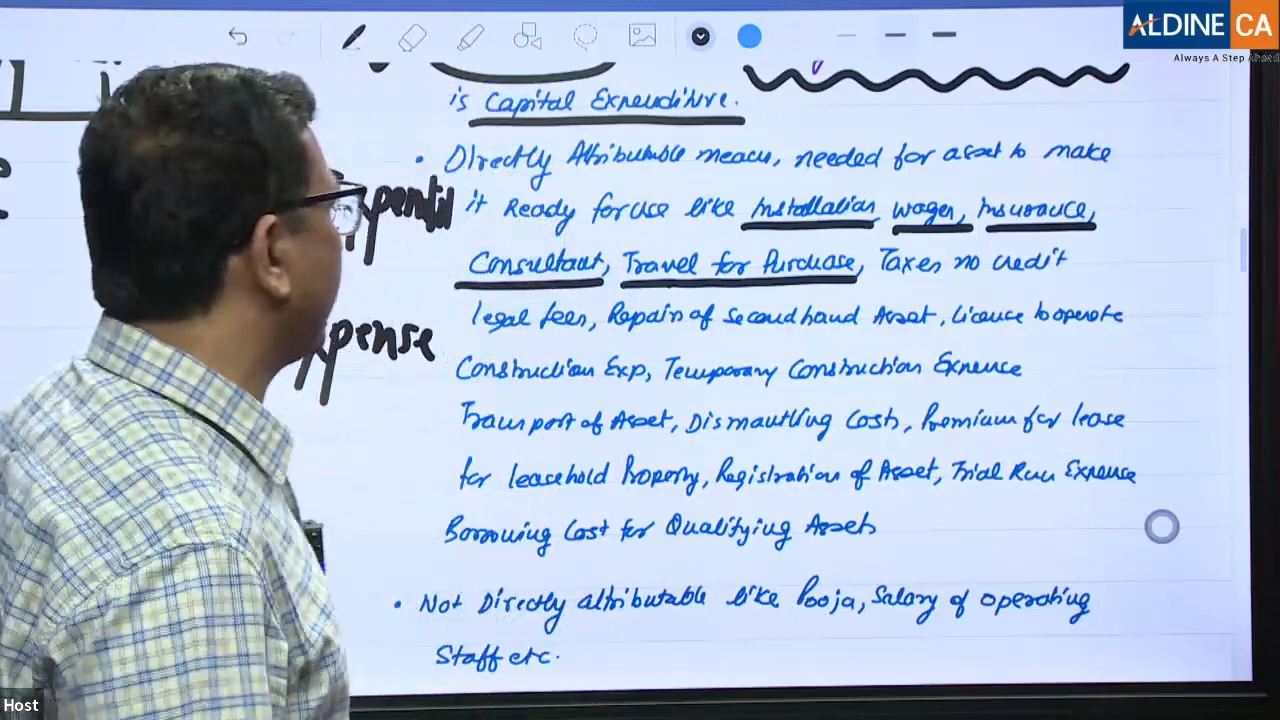 ALDINE CA
Always A Step Ahead
is Capital Expenditure.
• Directly Attributable means, needed for asset to make
it Ready for use like Installation, wages, Insurance,
Consultant, Travel for Purchase, Taxes no credit
legal fees, Repair of second hand Asset, Licence to operate
Construction Exp, Temporary Construction Expence
Transport of Asset, Dismantling Costs, Premium for lease
for leasehold Property, Registration of Asset, Trial Run Expense
Borrowing Cost for Qualifying Assets
• Not Directly attributable like Pooja, Salary of operating
Staff etc.
pense
Host